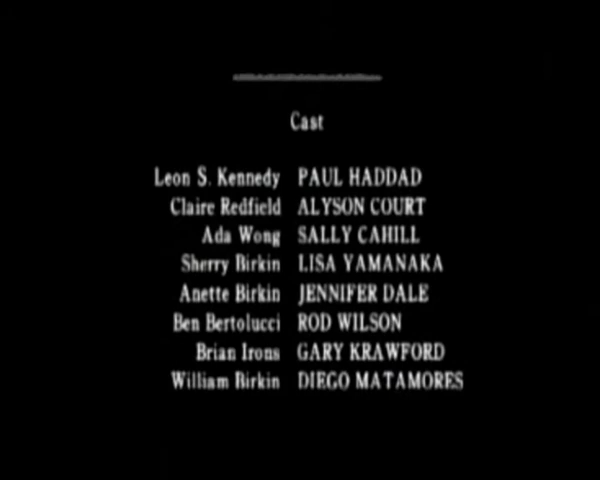 Cast
Leon S. Kennedy PAUL HADDAD
Claire Redfield ALYSON COURT
Ada Wong SALLY CAHILL
Sherry Birkin LISA YAMANAKA
Anette Birkin JENNIFER DALE
Ben Bertolucci ROD WILSON
Brian Irons GARY KRAWFORD
William Birkin DIEGO MATAMORES